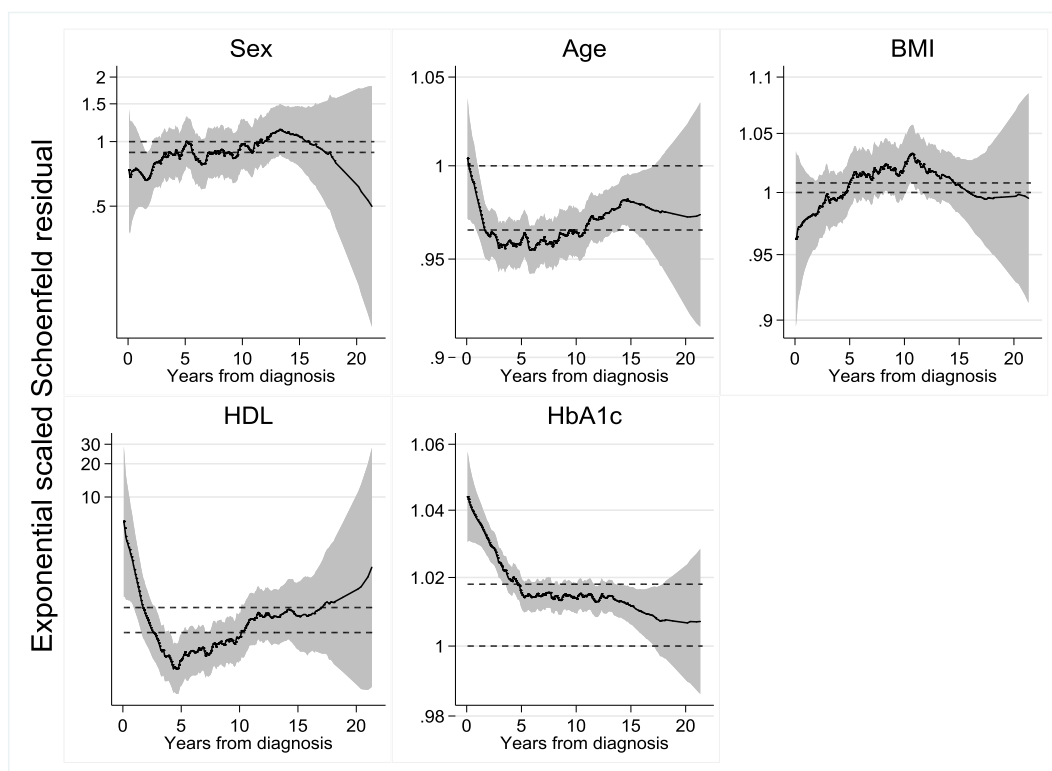 Exponential scaled Schoenfeld residual
Sex
2
1.5
1
.5
0 5 10 15 20
Years from diagnosis
Age
1.05
1
.95
.9
0 5 10 15 20
Years from diagnosis
BMI
1.1
1.05
1
.95
.9
0 5 10 15 20
Years from diagnosis
HDL
30
20
10
0 5 10 15 20
Years from diagnosis
HbA1c
1.06
1.04
1.02
1
.98
0 5 10 15 20
Years from diagnosis